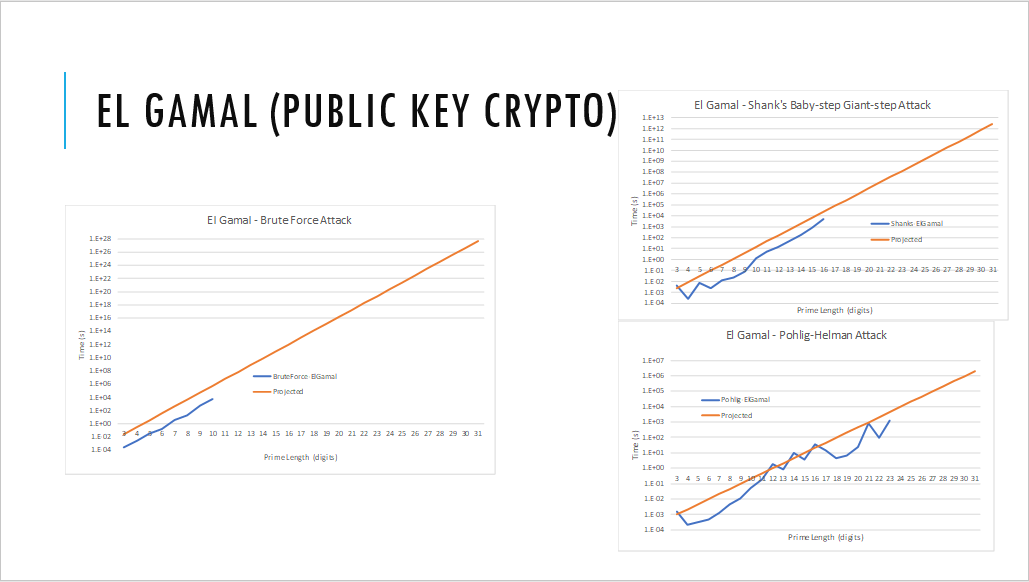 EL GAMAL (PUBLIC KEY CRYPTO)
El Gamal - Brute Force Attack
1.E+28
1.E+26
1.E+24
1.E+22
1.E+20
1.E+18
1.E+16
1.E+14
1.E+12
1.E+10
1.E+08
1.E+06
1.E+04
1.E+02
1.E+00
1.E-02
1.E-04
Time (s)
BruteForce-ElGamal
Projected
3 4 5 6 7 8 9 10 11 12 13 14 15 16 17 18 19 20 21 22 23 24 25 26 27 28 29 30 31
Prime Length (digits)
El Gamal - Shank's Baby-step Giant-step Attack
1.E+13
1.E+12
1.E+11
1.E+10
1.E+09
1.E+08
1.E+07
1.E+06
1.E+05
1.E+04
1.E+03
1.E+02
1.E+01
1.E+00
1.E-01
1.E-02
1.E-03
1.E-04
Time (s)
Shanks-ElGamal
Projected
3 4 5 6 7 8 9 10 11 12 13 14 15 16 17 18 19 20 21 22 23 24 25 26 27 28 29 30 31
Prime Length (digits)
El Gamal - Pohlig-Helman Attack
1.E+07
1.E+06
1.E+05
1.E+04
1.E+03
1.E+02
1.E+01
1.E+00
1.E-01
1.E-02
1.E-03
1.E-04
Time (s)
Pohlig-ElGamal
Projected
3 4 5 6 7 8 9 10 11 12 13 14 15 16 17 18 19 20 21 22 23 24 25 26 27 28 29 30 31
Prime Length (digits)